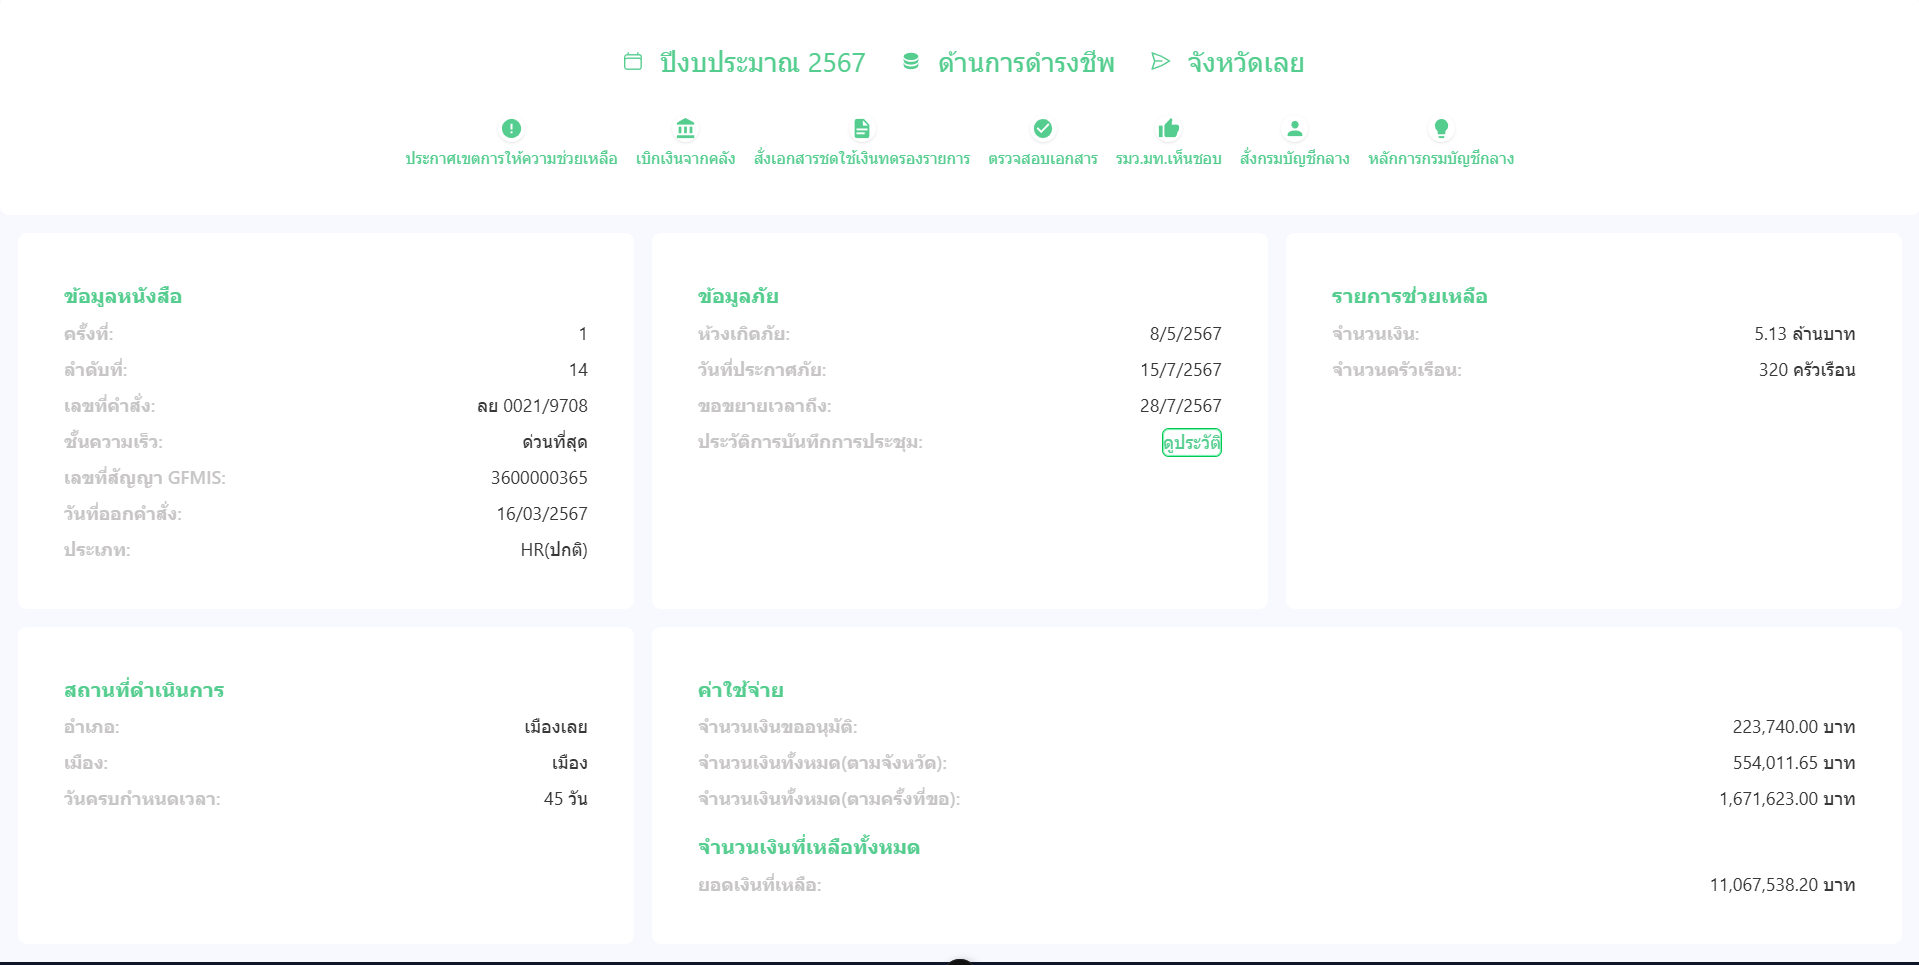 ปีงบประมาณ 2567 ด้านการดำรงชีพ จังหวัดเลย
ประกาศเขตการให้ความช่วยเหลือ เบิกเงินจากคลัง สั่งเอกสารชดใช้เงินทดรองรายการ ตรวจสอบเอกสาร รมว.มท.เห็นชอบ สั่งกรมบัญชีกลาง หลักการกรมบัญชีกลาง
ข้อมูลหนังสือ
ครั้งที่: 1
ลำดับที่: 14
เลขที่คำสั่ง: ลย 0021/9708
ชั้นความเร็ว: ด่วนที่สุด
เลขที่สัญญา GFMIS: 3600000365
วันที่ออกคำสั่ง: 16/03/2567
ประเภท: HR(ปกติ)
ข้อมูลภัย
ห้วงเกิดภัย: 8/5/2567
วันที่ประกาศภัย: 15/7/2567
ขอขยายเวลาถึง: 28/7/2567
ประวัติการบันทึกการประชุม: ดูประวัติ
รายการช่วยเหลือ
จำนวนเงิน: 5.13 ล้านบาท
จำนวนครัวเรือน: 320 ครัวเรือน
สถานที่ดำเนินการ
อำเภอ: เมืองเลย
เมือง: เมือง
วันครบกำหนดเวลา: 45 วัน
ค่าใช้จ่าย
จำนวนเงินขออนุมัติ: 223,740.00 บาท
จำนวนเงินทั้งหมด(ตามจังหวัด): 554,011.65 บาท
จำนวนเงินทั้งหมด(ตามครั้งที่ขอ): 1,671,623.00 บาท
จำนวนเงินที่เหลือทั้งหมด
ยอดเงินที่เหลือ: 11,067,538.20 บาท